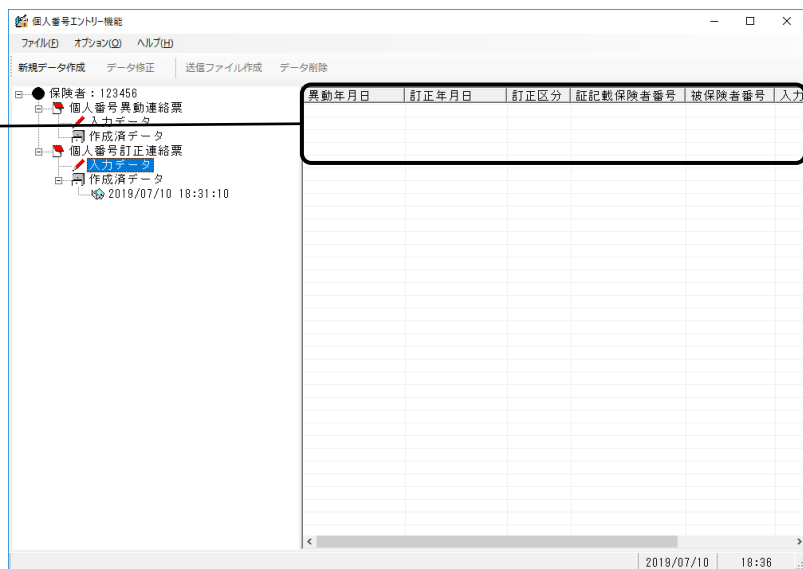 個人番号エントリー機能
ファイル(F) オプション(O) ヘルプ(H)
新規データ作成 データ修正 送信ファイル作成 データ削除
保険者：123456
個人番号異動連絡票
入力データ
作成済データ
個人番号訂正連絡票
入力データ
作成済データ
2019/07/10 18:31:10
異動年月日 訂正年月日 訂正区分 証記載保険者番号 被保険者番号 入力
2019/07/10 18:36